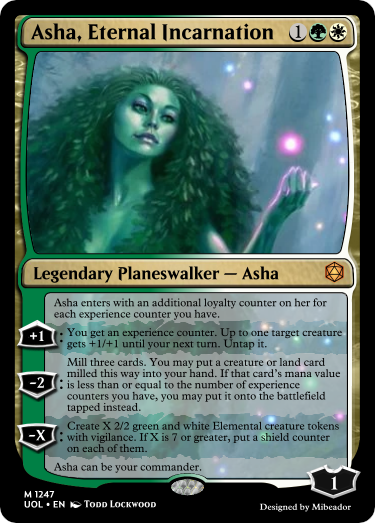 Asha, Eternal Incarnation 1
Legendary Planeswalker — Asha
Asha enters with an additional loyalty counter on her for
each experience counter you have.
+1: You get an experience counter. Up to one target creature
gets +1/+1 until your next turn. Untap it.
Mill three cards. You may put a creature or land card
milled this way into your hand. If that card's mana value
-2: is less than or equal to the number of experience
counters you have, you may put it onto the battlefield
tapped instead.
Create X 2/2 green and white Elemental creature tokens
-X: with vigilance. If X is 7 or greater, put a shield counter
on each of them.
Asha can be your commander.
1
M 1247
UOL • EN Todd Lockwood
Designed by Mibeador